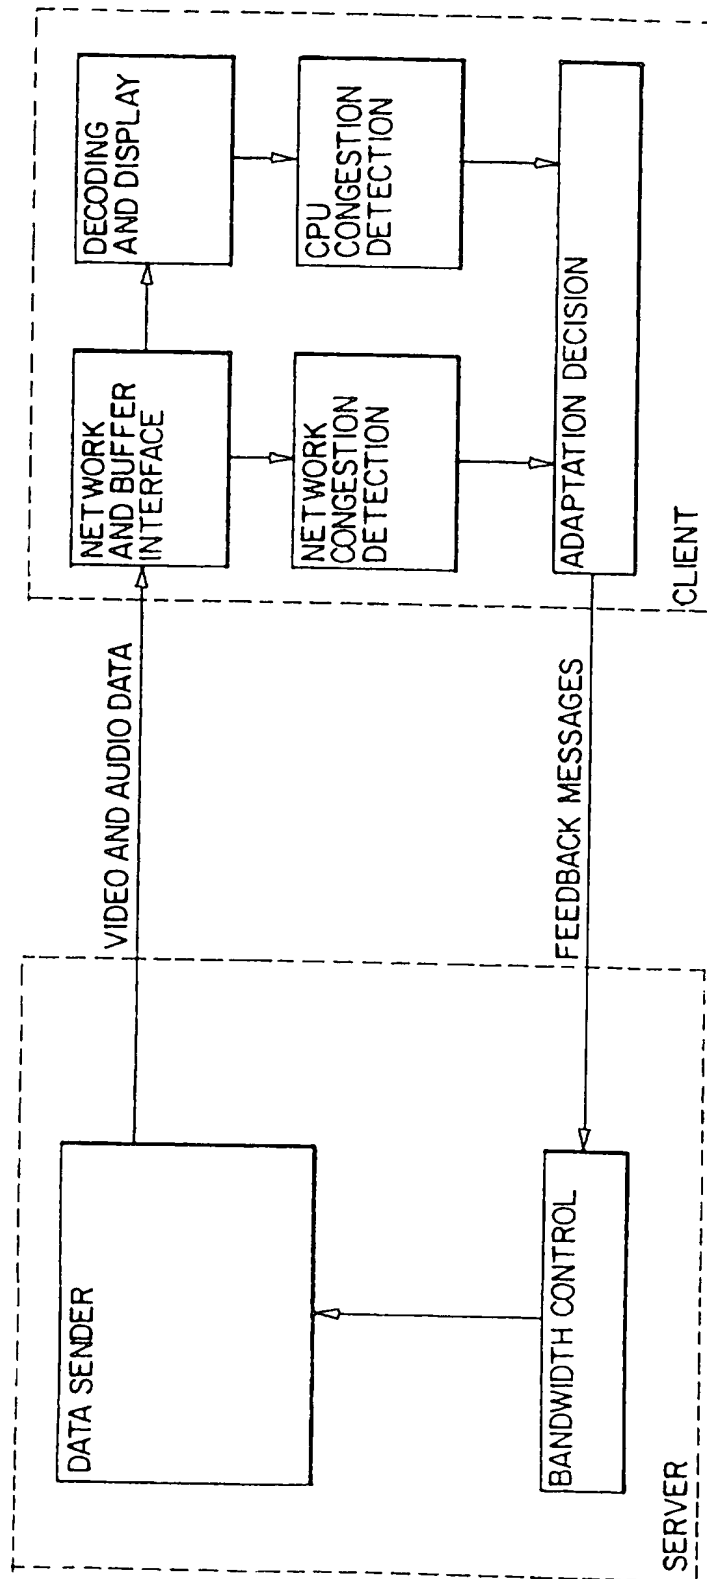 DATA SENDER
BANDWIDTH CONTROL
SERVER
VIDEO AND AUDIO DATA
FEEDBACK MESSAGES
NETWORK
AND BUFFER
INTERFACE
DECODING
AND DISPLAY
NETWORK
CONGESTION
DETECTION
CPU
CONGESTION
DETECTION
ADAPTATION DECISION
CLIENT